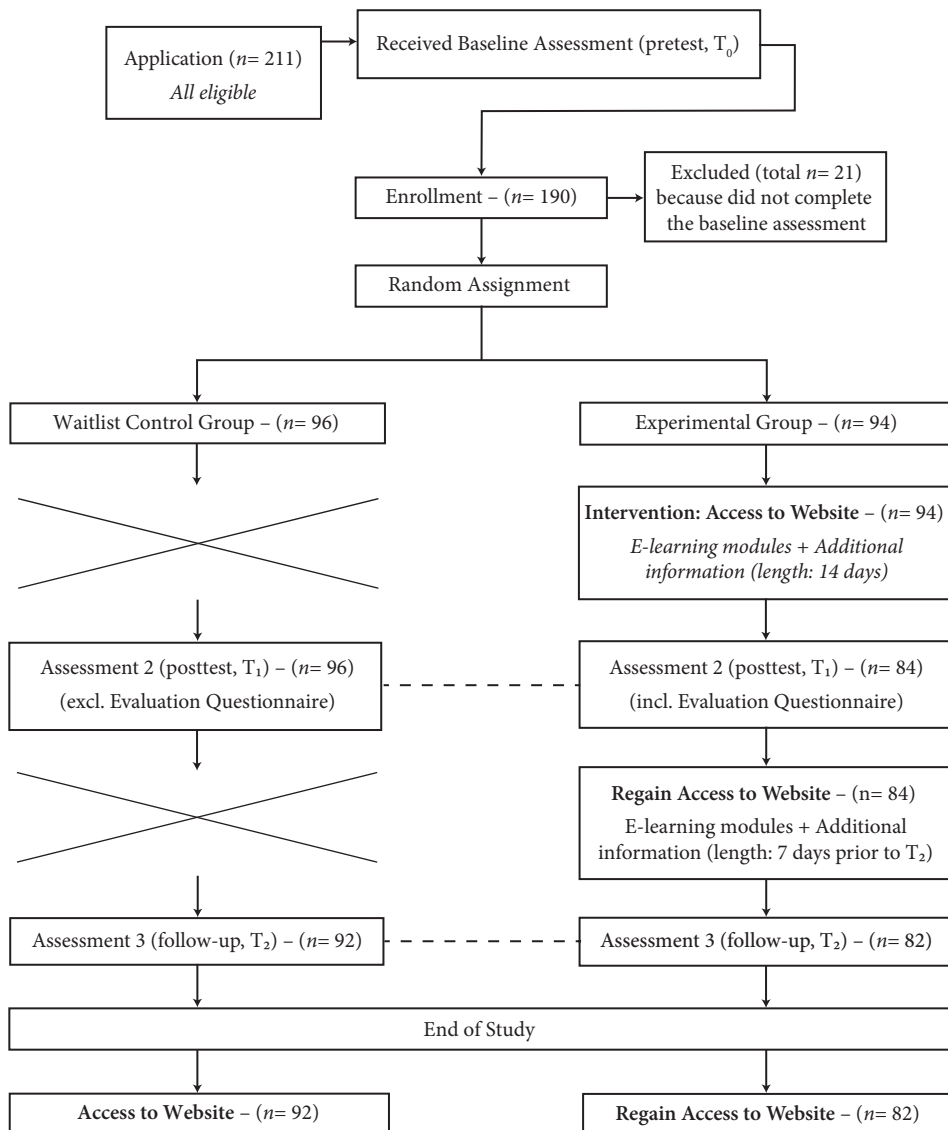 Application (n= 211)
All eligible
Received Baseline Assessment (pretest, T₀)
Enrollment – (n= 190)
Excluded (total n= 21)
because did not complete
the baseline assessment
Random Assignment
Waitlist Control Group – (n= 96)
Experimental Group – (n= 94)
Intervention: Access to Website – (n= 94)
E-learning modules + Additional
information (length: 14 days)
Assessment 2 (posttest, T₁) – (n= 96)
(excl. Evaluation Questionnaire)
Assessment 2 (posttest, T₁) – (n= 84)
(incl. Evaluation Questionnaire)
Regain Access to Website – (n= 84)
E-learning modules + Additional
information (length: 7 days prior to T₂)
Assessment 3 (follow-up, T₂) – (n= 92)
Assessment 3 (follow-up, T₂) – (n= 82)
End of Study
Access to Website – (n= 92)
Regain Access to Website – (n= 82)